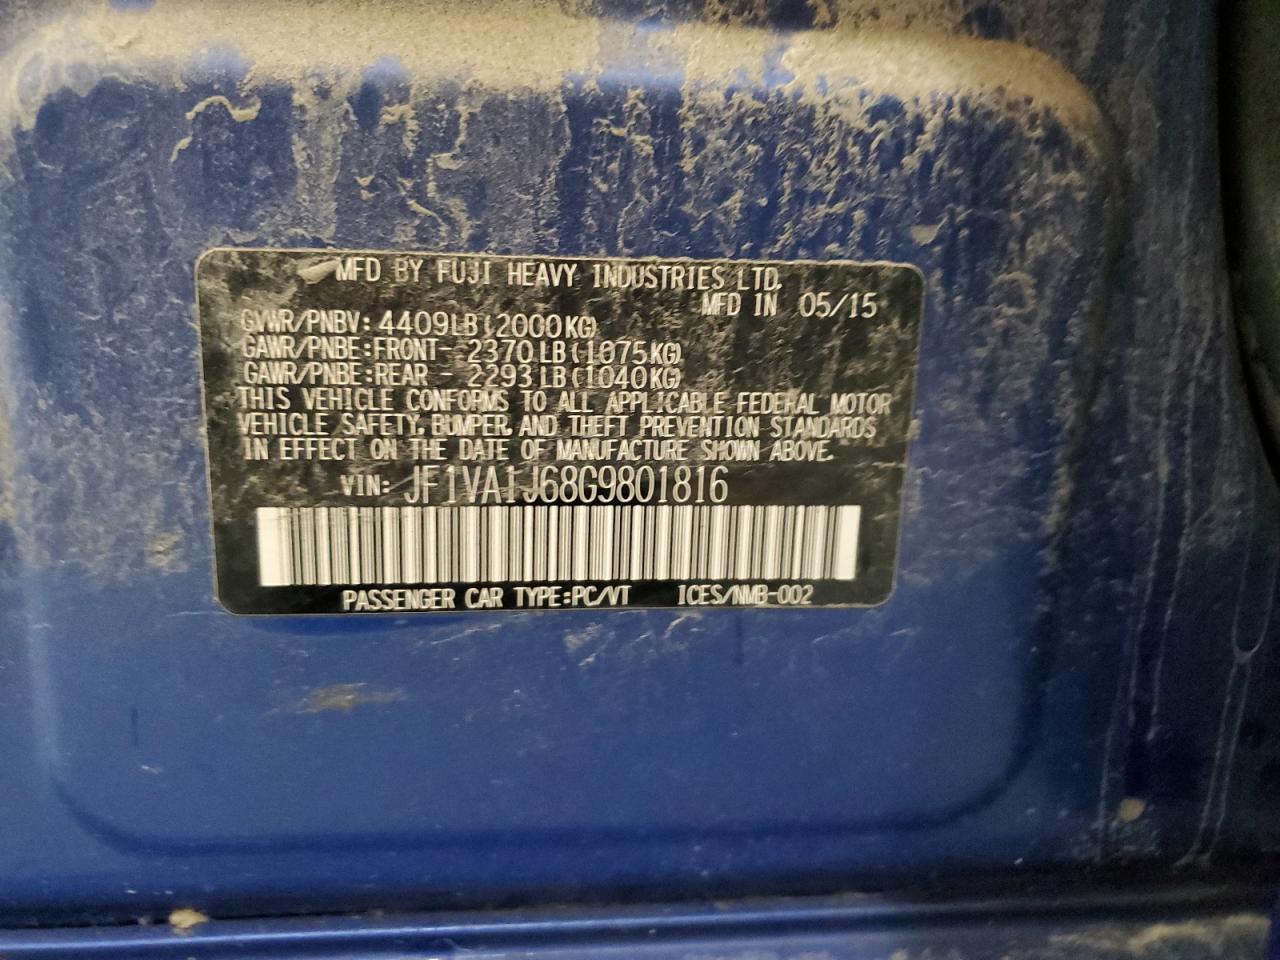 MFD BY FUJI HEAVY INDUSTRIES LTD.
MFD IN 05/15
GVWR/PNBV: 4409LB (2000KG)
GAWR/PNBE: FRONT- 2370LB (1075KG)
GAWR/PNBE: REAR - 2293LB (1040KG)
THIS VEHICLE CONFORMS TO ALL APPLICABLE FEDERAL MOTOR
VEHICLE SAFETY, BUMPER, AND THEFT PREVENTION STANDARDS
IN EFFECT ON THE DATE OF MANUFACTURE SHOWN ABOVE.
VIN: JF1VA1J68G9801816
PASSENGER CAR TYPE:PC/VT ICES/NMB-002